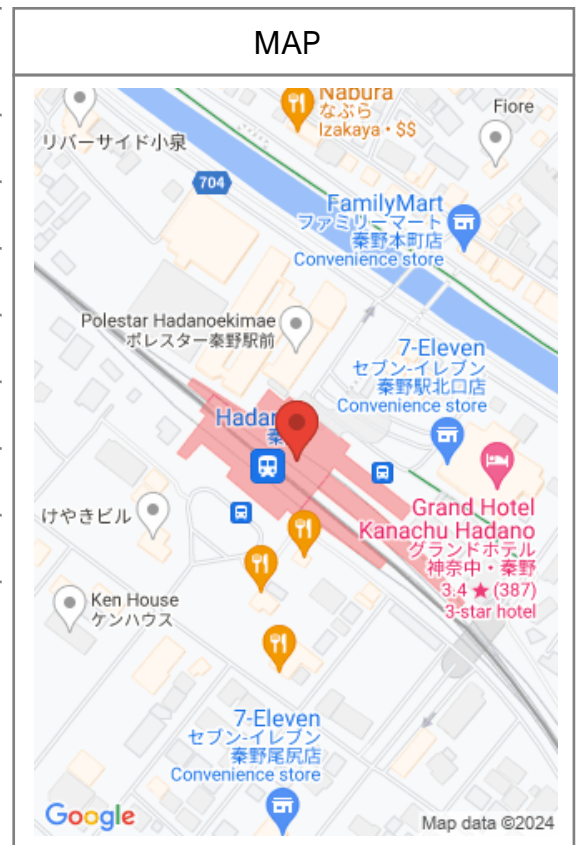 MAP
Nabura
なぶら
Izakaya・$$
Fiore
リバーサイド小泉
704
FamilyMart
ファミリーマート
秦野本町店
Convenience store
Polestar Hadanoekimae
ポレスター秦野駅前
7-Eleven
セブン-イレブン
秦野駅北口店
Convenience store
けやきビル
Grand Hotel
Kanachu Hadano
グランドホテル
神奈中・秦野
3.4 ★ (387)
3-star hotel
Ken House
ケンハウス
7-Eleven
セブン-イレブン
秦野尾尻店
Convenience store
Google
Map data ©2024